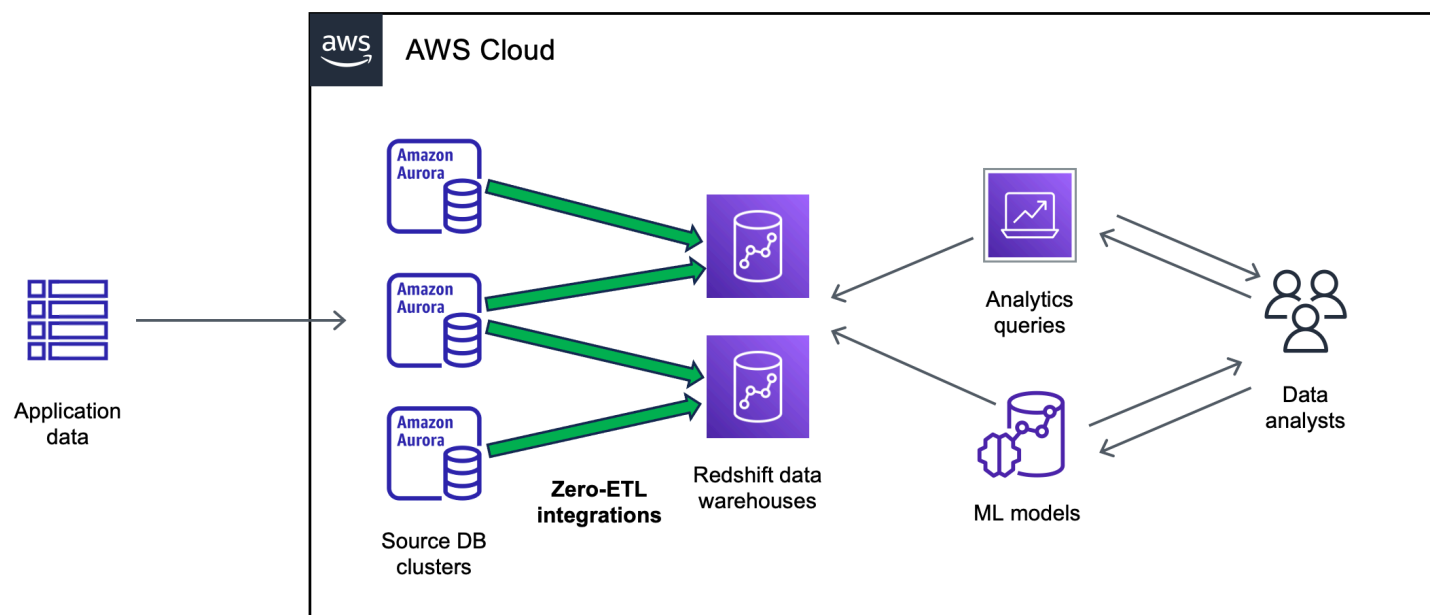 aws
AWS Cloud
Amazon
Aurora
Amazon
Aurora
Amazon
Aurora
Application
data
Source DB
clusters
Zero-ETL
integrations
Redshift data
warehouses
Analytics
queries
ML models
Data
analysts